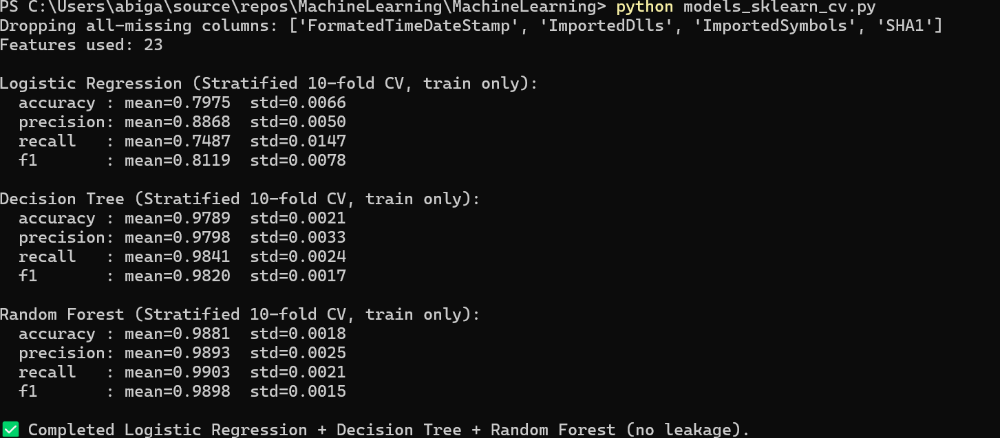 PS C:\Users\abiga\source\repos\MachineLearning\MachineLearning> python models_sklearn_cv.py
Dropping all-missing columns: ['FormatedTimeDateStamp', 'ImportedDlls', 'ImportedSymbols', 'SHA1']
Features used: 23
Logistic Regression (Stratified 10-fold CV, train only):
accuracy : mean=0.7975 std=0.0066
precision: mean=0.8868 std=0.0050
recall : mean=0.7487 std=0.0147
f1 : mean=0.8119 std=0.0078
Decision Tree (Stratified 10-fold CV, train only):
accuracy : mean=0.9789 std=0.0021
precision: mean=0.9798 std=0.0033
recall : mean=0.9841 std=0.0024
f1 : mean=0.9820 std=0.0017
Random Forest (Stratified 10-fold CV, train only):
accuracy : mean=0.9881 std=0.0018
precision: mean=0.9893 std=0.0025
recall : mean=0.9903 std=0.0021
f1 : mean=0.9898 std=0.0015
✅ Completed Logistic Regression + Decision Tree + Random Forest (no leakage).